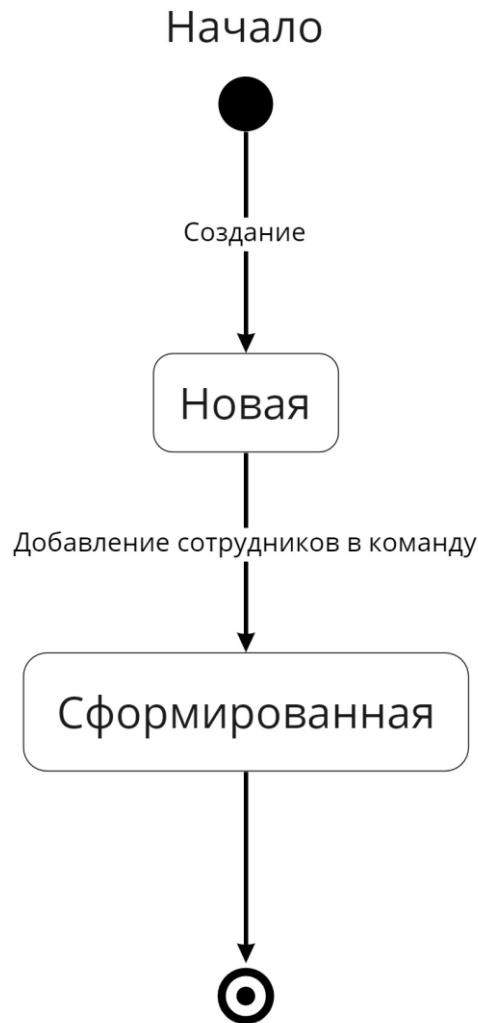 Начало
Создание
Новая
Добавление сотрудников в команду
Сформированная